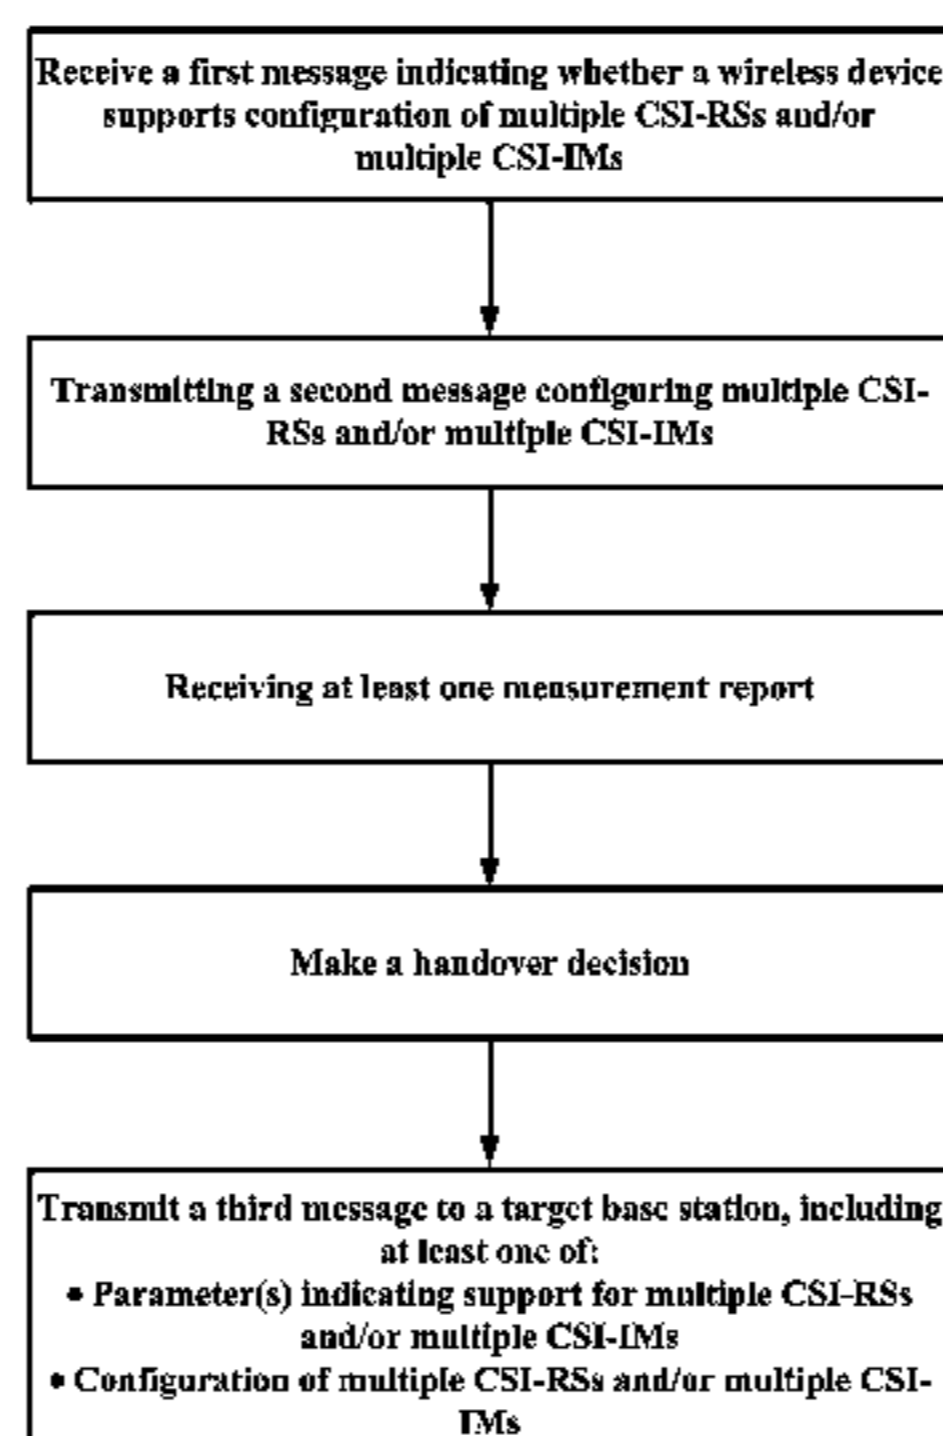 Receive a first message indicating whether a wireless device
supports configuration of multiple CSI-RSs and/or
multiple CSI-IMs
Transmitting a second message configuring multiple CSI-
RSs and/or multiple CSI-IMs
Receiving at least one measurement report
Make a handover decision
Transmit a third message to a target base station, including
at least one of:
• Parameter(s) indicating support for multiple CSI-RSs
and/or multiple CSI-IMs
• Configuration of multiple CSI-RSs and/or multiple CSI-
IMs